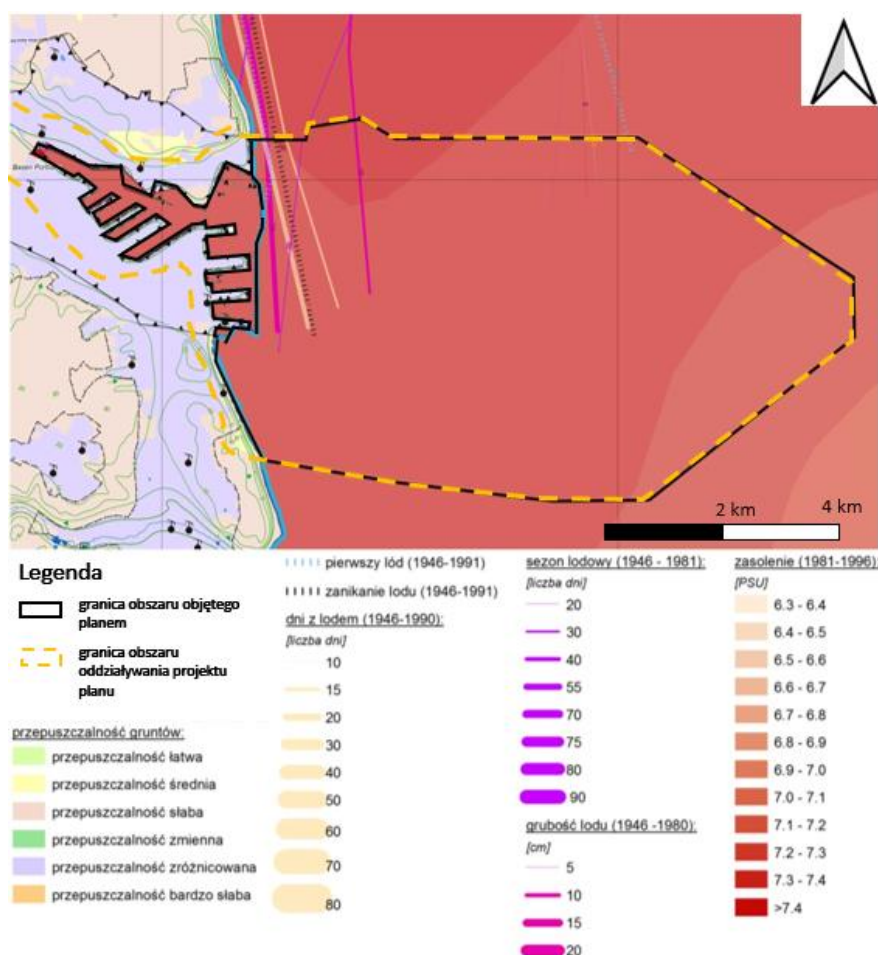 Basen Portu
2 km
4 km
Legenda
granica obszaru objętego
planem
granica obszaru
oddziaływania projektu
planu
przepuszczalność gruntów:
przepuszczalność łatwa
przepuszczalność średnia
przepuszczalność słaba
przepuszczalność zmienna
przepuszczalność zróżnicowana
przepuszczalność bardzo słaba
pierwszy lód (1946-1991)
zanikanie lodu (1946-1991)
dni z lodem (1946-1990):
[liczba dni]
10
15
20
30
40
50
60
70
80
sezon lodowy (1946 - 1981):
[liczba dni]
20
30
40
55
70
75
80
90
grubość lodu (1946 -1980):
[cm]
5
10
15
20
zasolenie (1981-1996):
[PSU]
6.3 - 6.4
6.4 - 6.5
6.5 - 6.6
6.6 - 6.7
6.7 - 6.8
6.8 - 6.9
6.9 - 7.0
7.0 - 7.1
7.1 - 7.2
7.2 - 7.3
7.3 - 7.4
>7.4